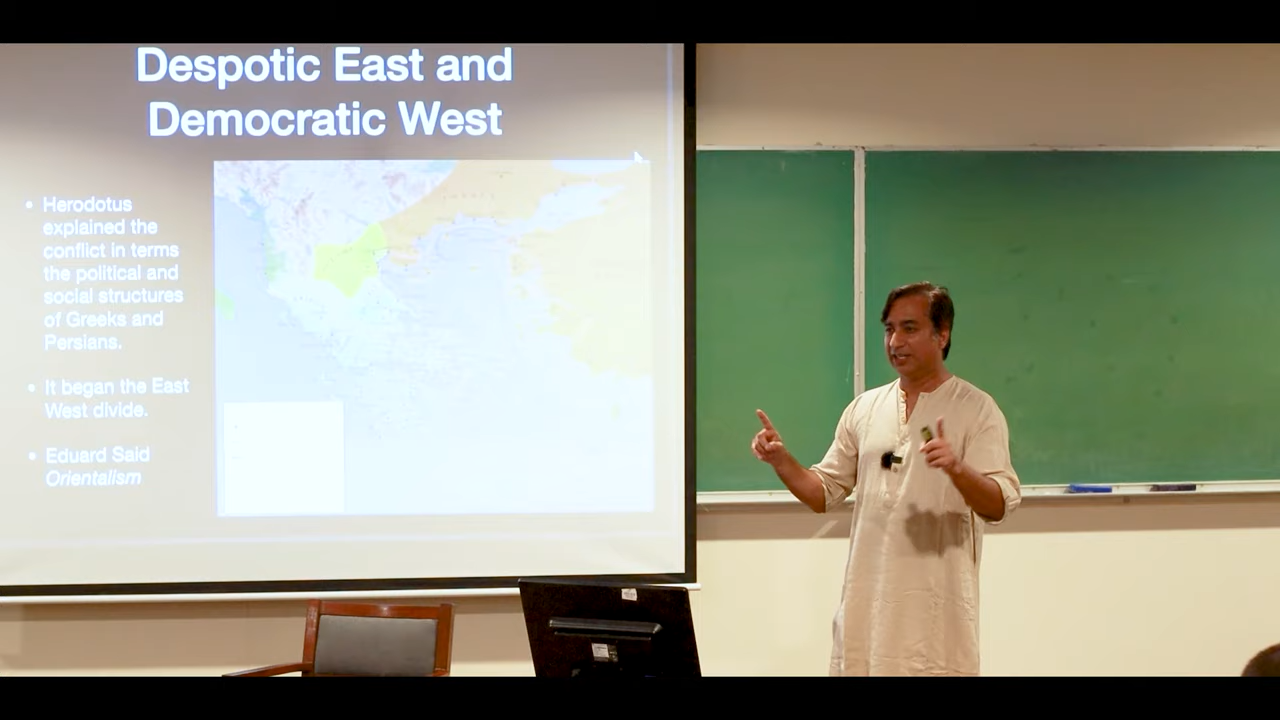 Despotic East and
Democratic West
• Herodotus
explained the
conflict in terms
the political and
social structures
of Greeks and
Persians.
• It began the East
West divide.
• Eduard Said
Orientalism